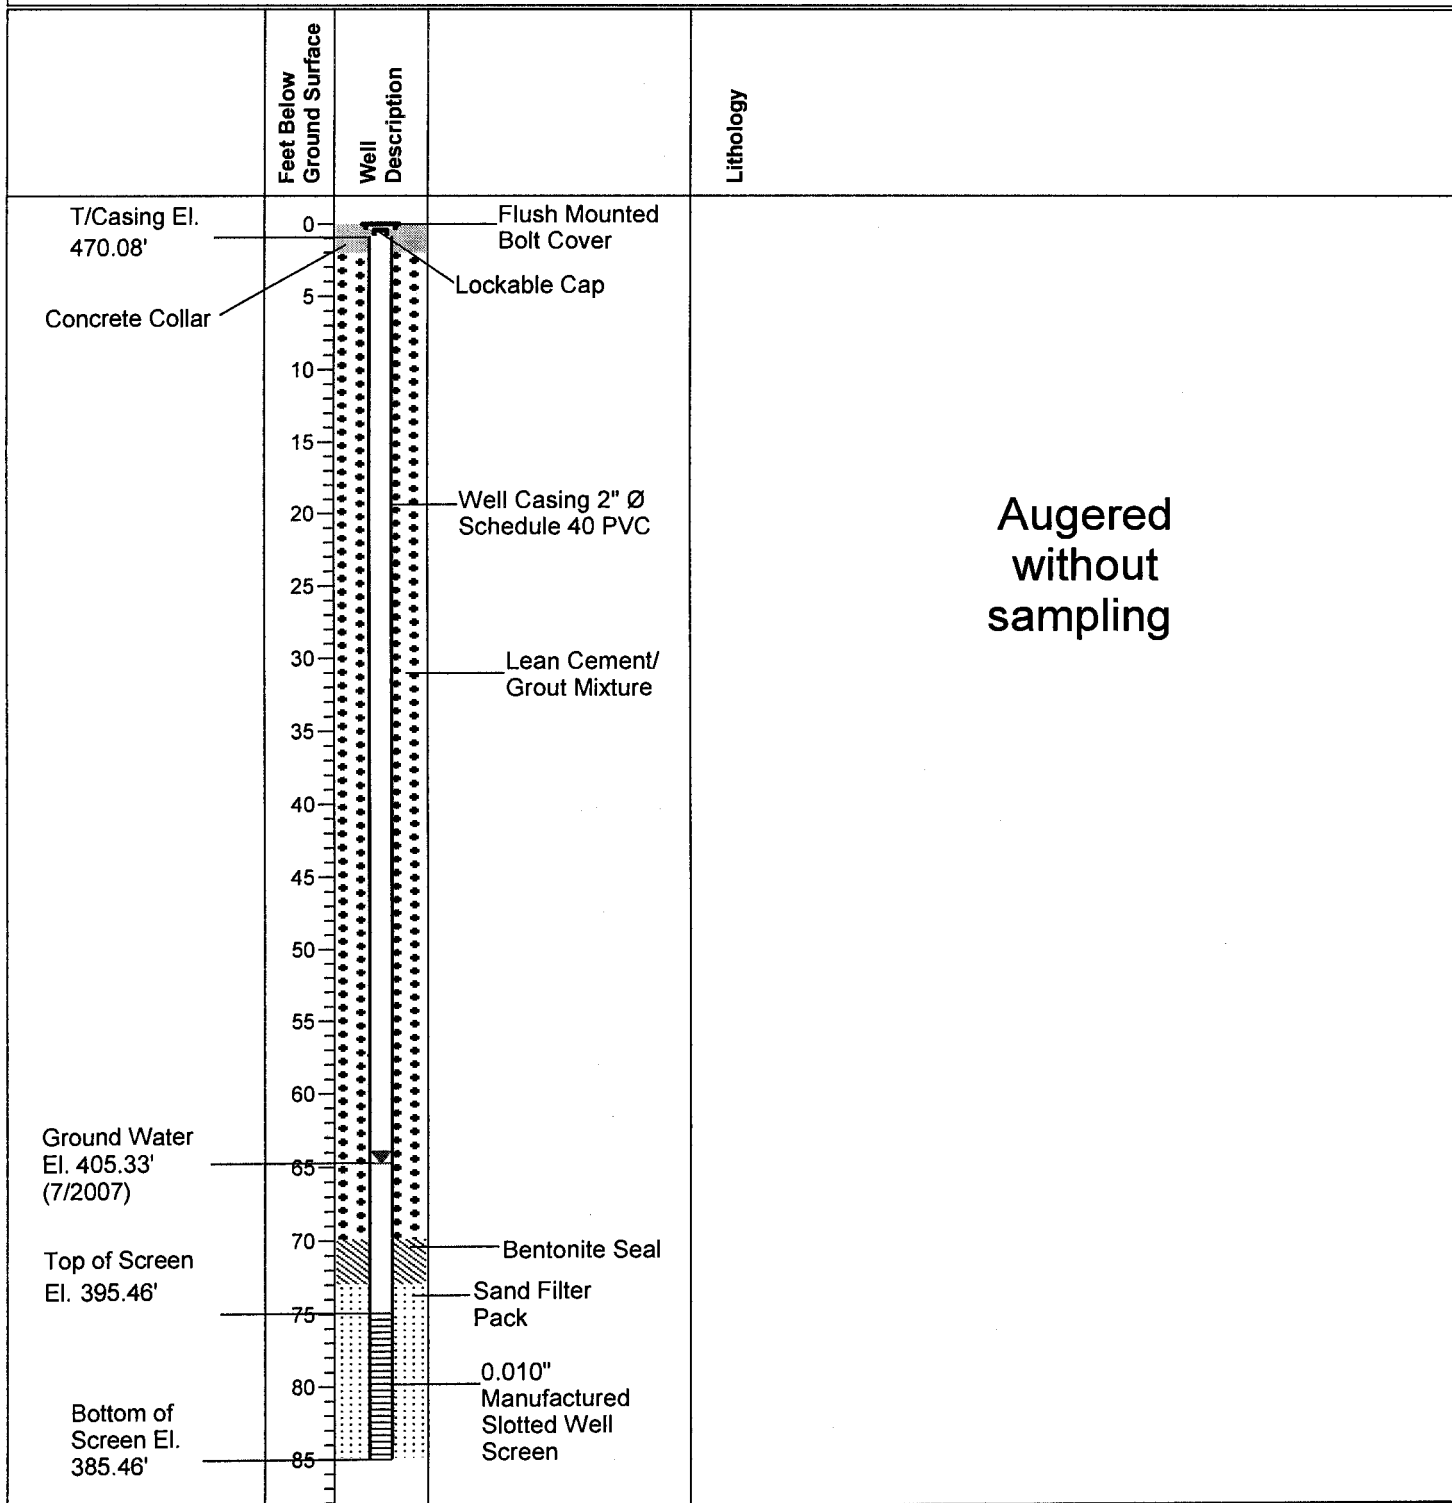 Feet Below
Ground Surface
Well
Description
Lithology
T/Casing El.
470.08'
Concrete Collar
0
5
10
15
20
25
30
35
40
45
50
55
60
65
70
75
80
85
Flush Mounted
Bolt Cover
Lockable Cap
Well Casing 2" Ø
Schedule 40 PVC
Lean Cement/
Grout Mixture
Augered
without
sampling
Ground Water
El. 405.33'
(7/2007)
Top of Screen
El. 395.46'
Bottom of
Screen El.
385.46'
Bentonite Seal
Sand Filter
Pack
0.010"
Manufactured
Slotted Well
Screen